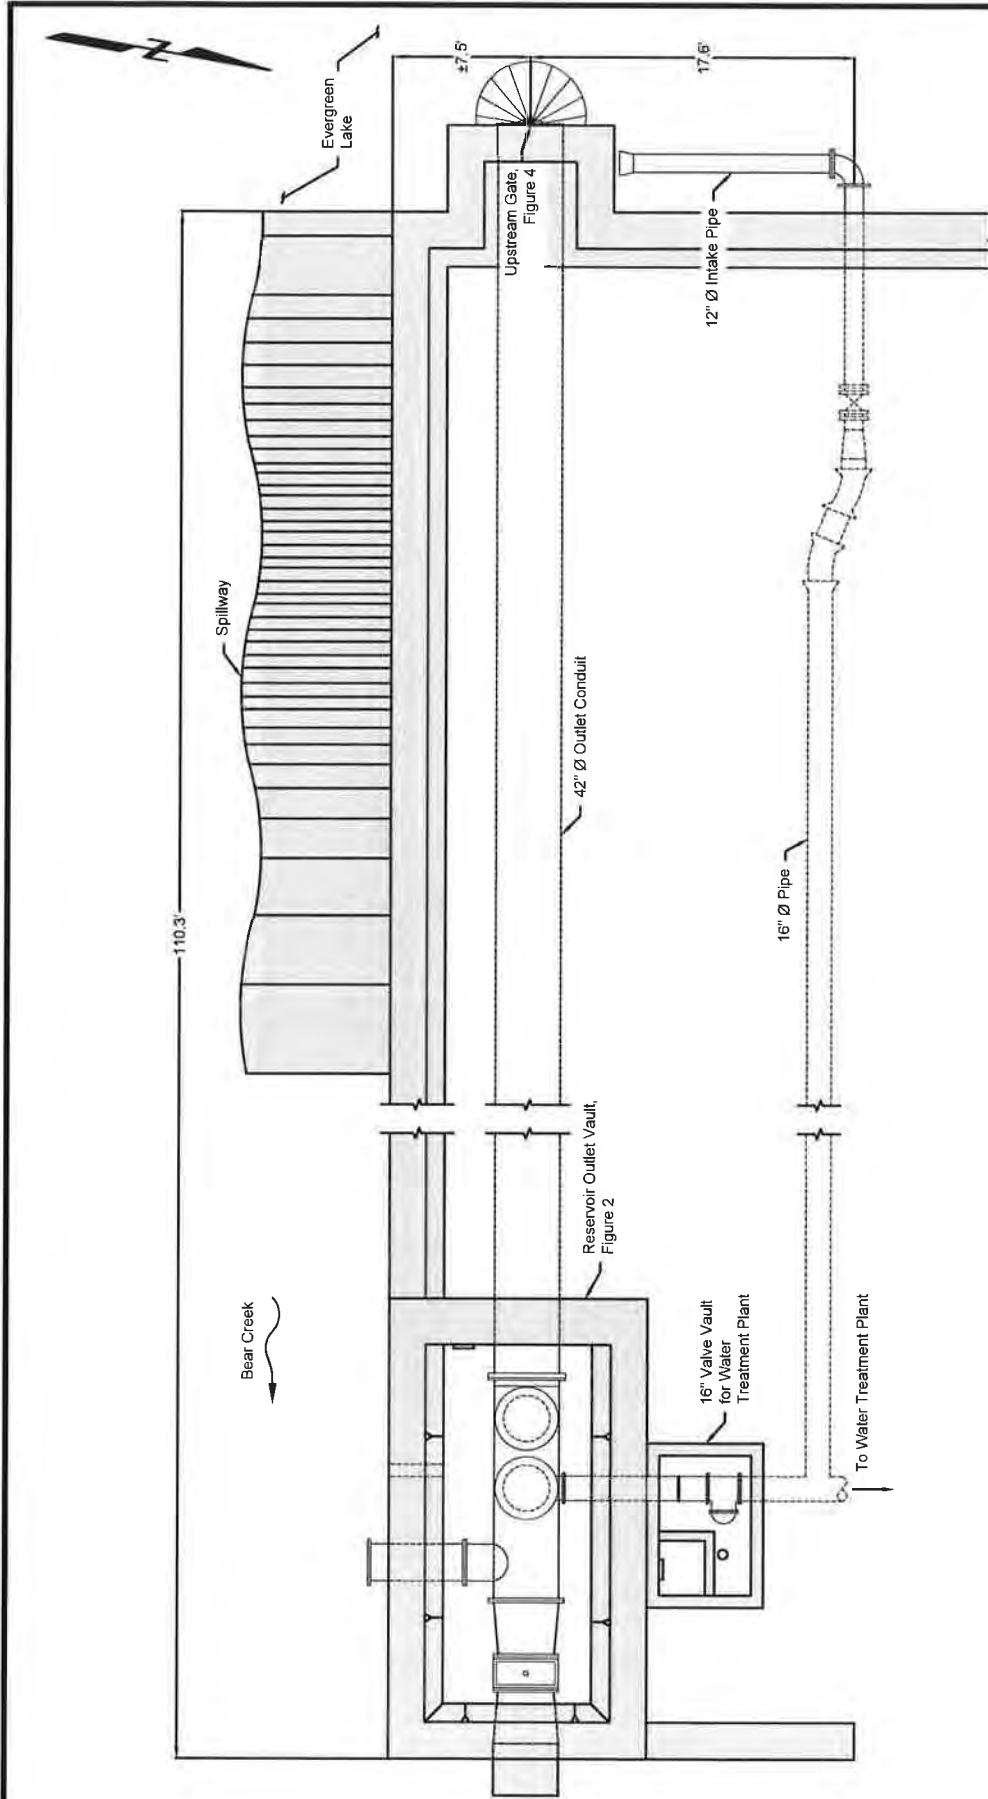 Evergreen
Lake
±7.5'
17.6'
Upstream Gate,
Figure 4
12" Ø Intake Pipe
110.3'
Spillway
42" Ø Outlet Conduit
16" Ø Pipe
Bear Creek
Reservoir Outlet Vault,
Figure 2
16" Valve Vault
for Water
Treatment Plant
To Water Treatment Plant
N